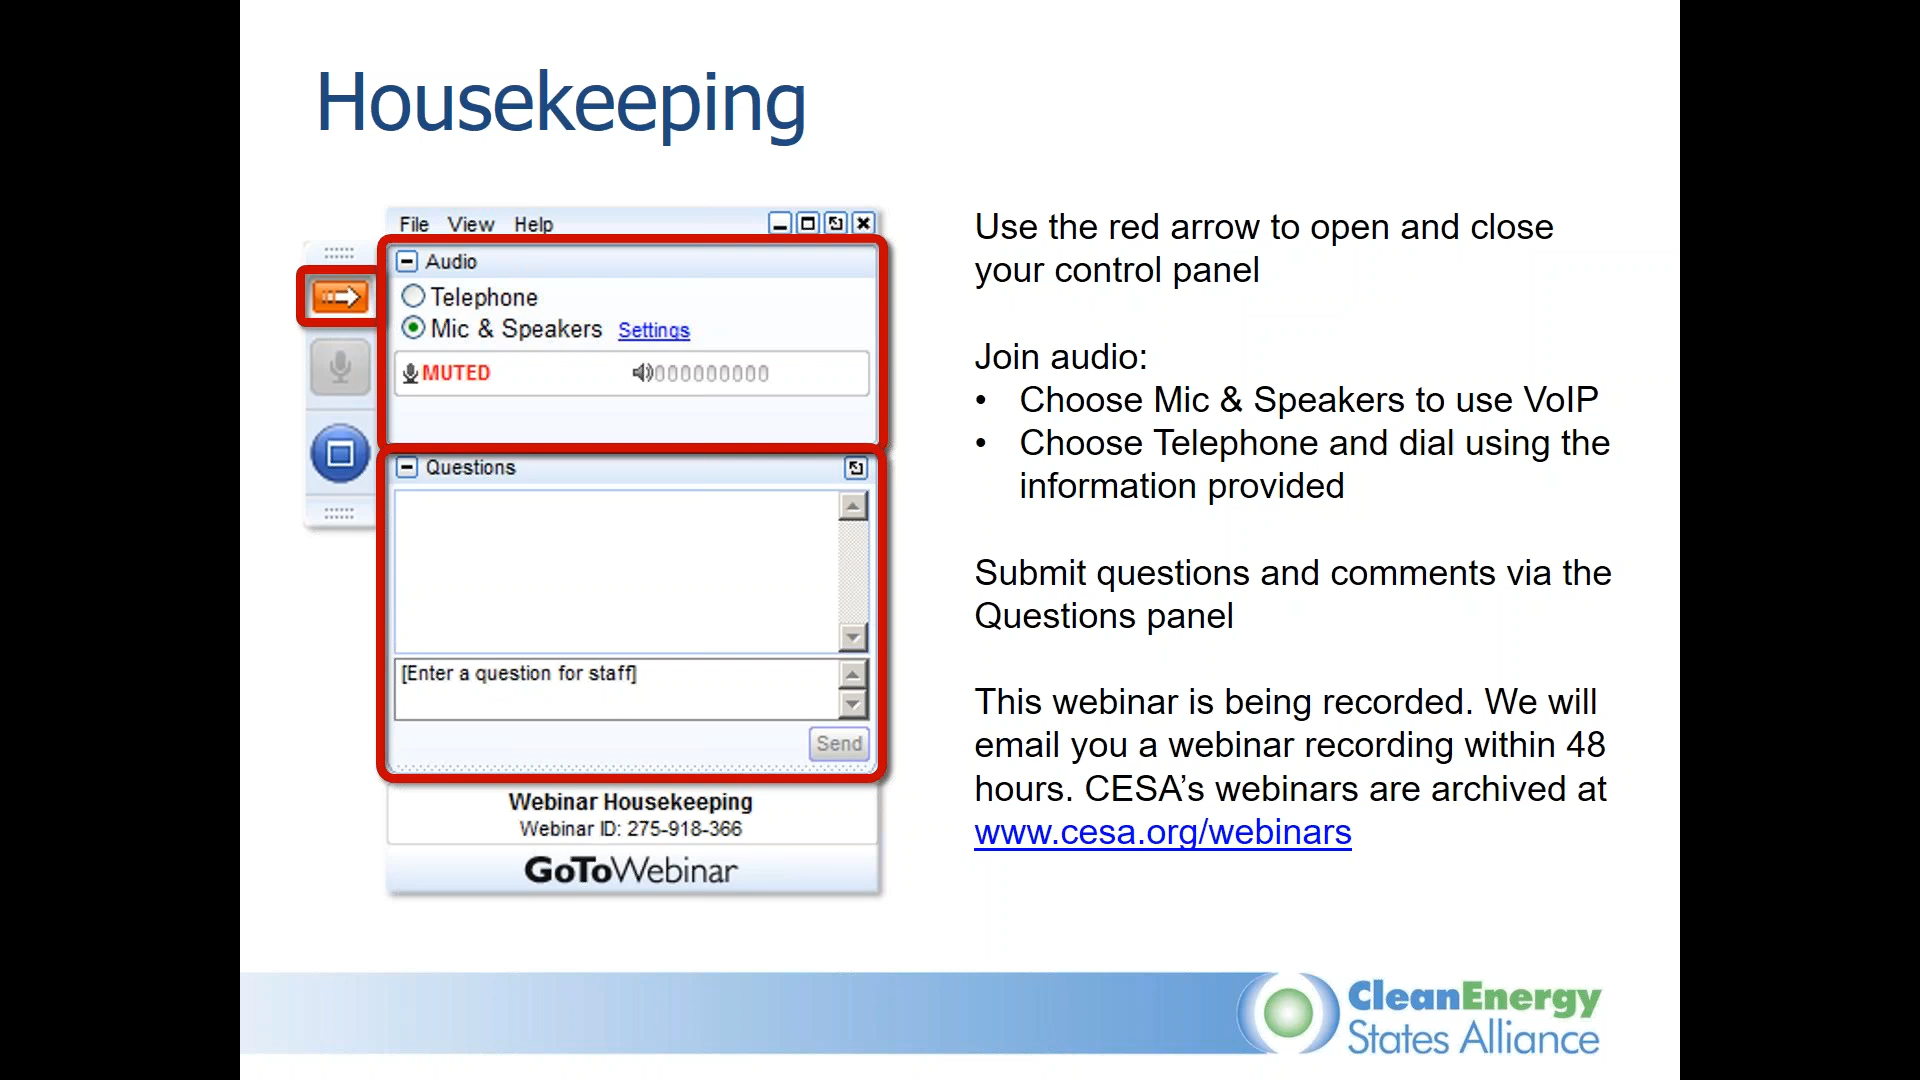 Housekeeping
File View Help
Audio
Telephone
Mic & Speakers Settings
MUTED 000000000
Questions
[Enter a question for staff]
Send
Webinar Housekeeping
Webinar ID: 275-918-366
GoToWebinar
Use the red arrow to open and close
your control panel
Join audio:
• Choose Mic & Speakers to use VoIP
• Choose Telephone and dial using the
information provided
Submit questions and comments via the
Questions panel
This webinar is being recorded. We will
email you a webinar recording within 48
hours. CESA’s webinars are archived at
www.cesa.org/webinars
CleanEnergy
States Alliance